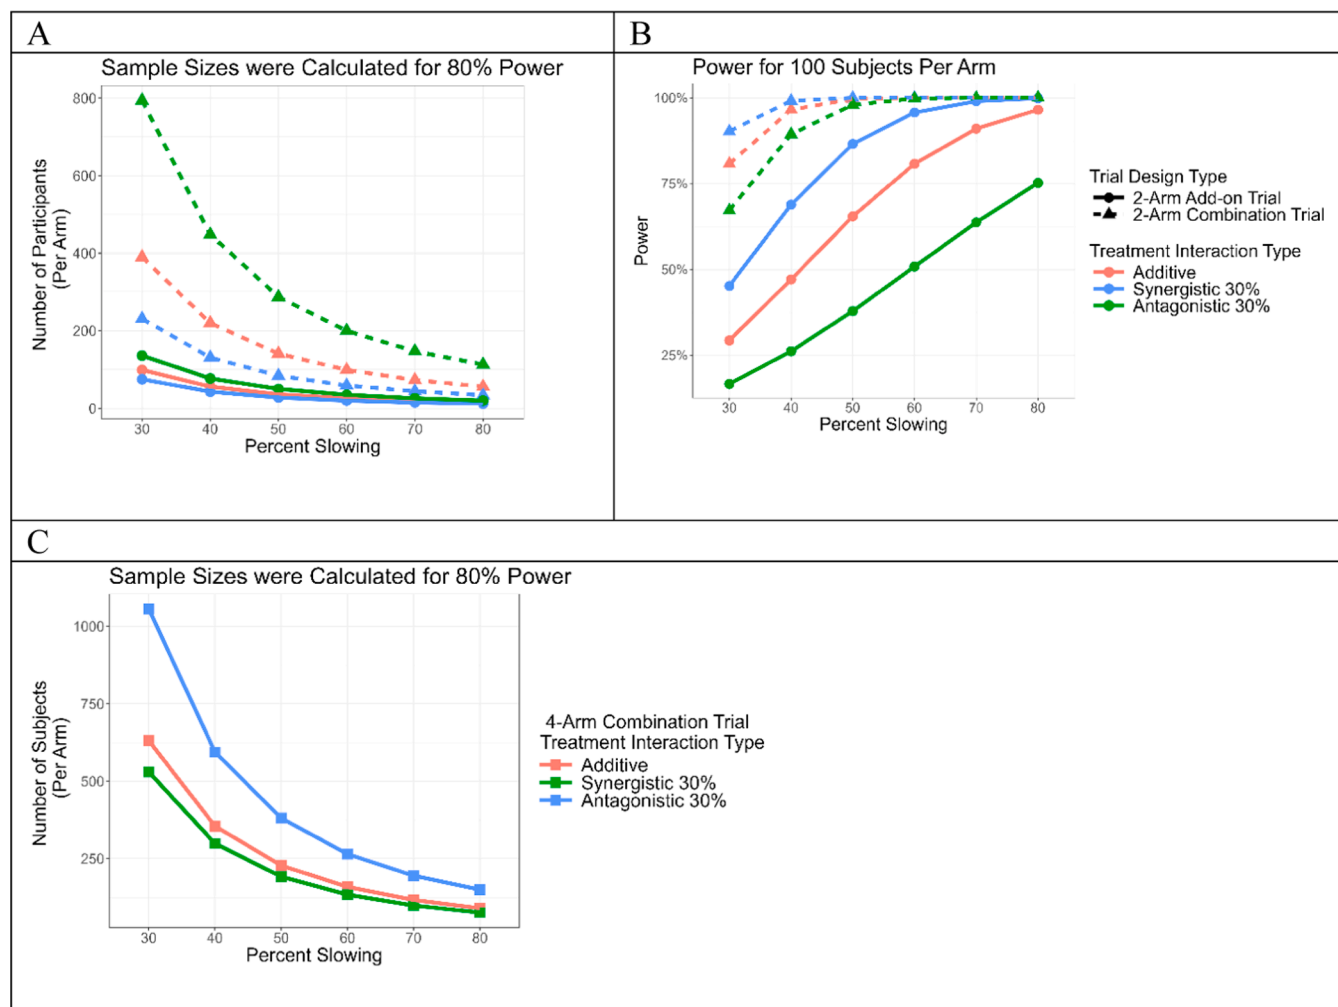 A
Sample Sizes were Calculated for 80% Power
Number of Participants
(Per Arm)
800
600
400
200
0
30 40 50 60 70 80
Percent Slowing
B
Power for 100 Subjects Per Arm
Power
100%
75%
50%
25%
30 40 50 60 70 80
Percent Slowing
Trial Design Type
2-Arm Add-on Trial
2-Arm Combination Trial
Treatment Interaction Type
Additive
Synergistic 30%
Antagonistic 30%
C
Sample Sizes were Calculated for 80% Power
Number of Subjects
(Per Arm)
1000
750
500
250
30 40 50 60 70 80
Percent Slowing
4-Arm Combination Trial
Treatment Interaction Type
Additive
Synergistic 30%
Antagonistic 30%